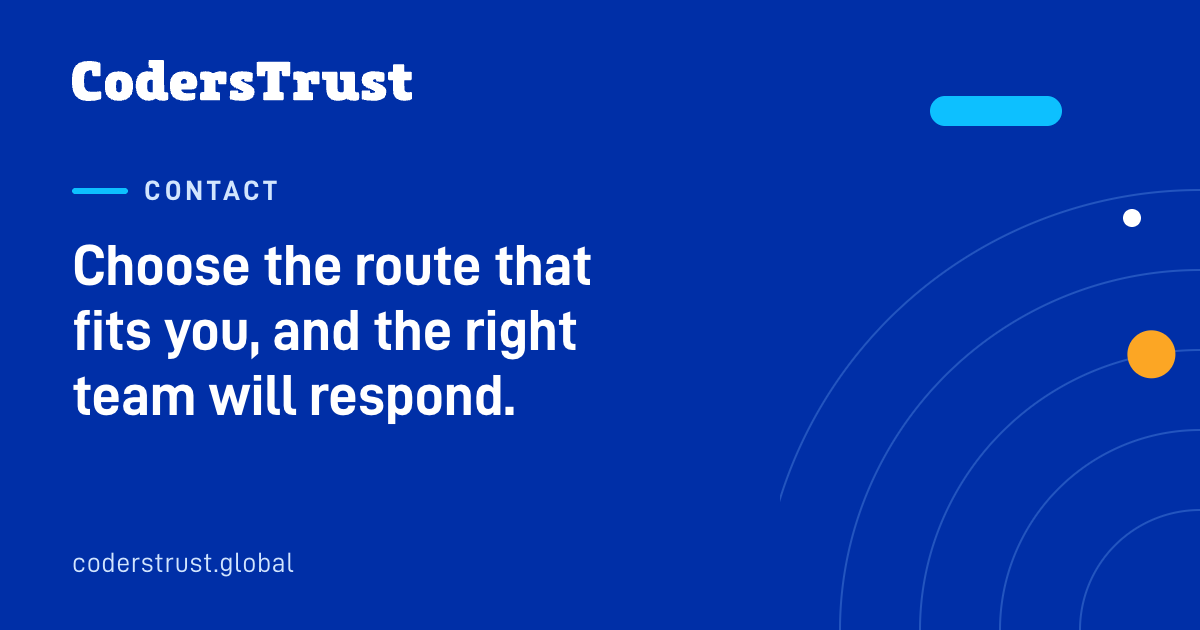 CodersTrust
CONTACT
Choose the route that
fits you, and the right
team will respond.
coderstrust.global